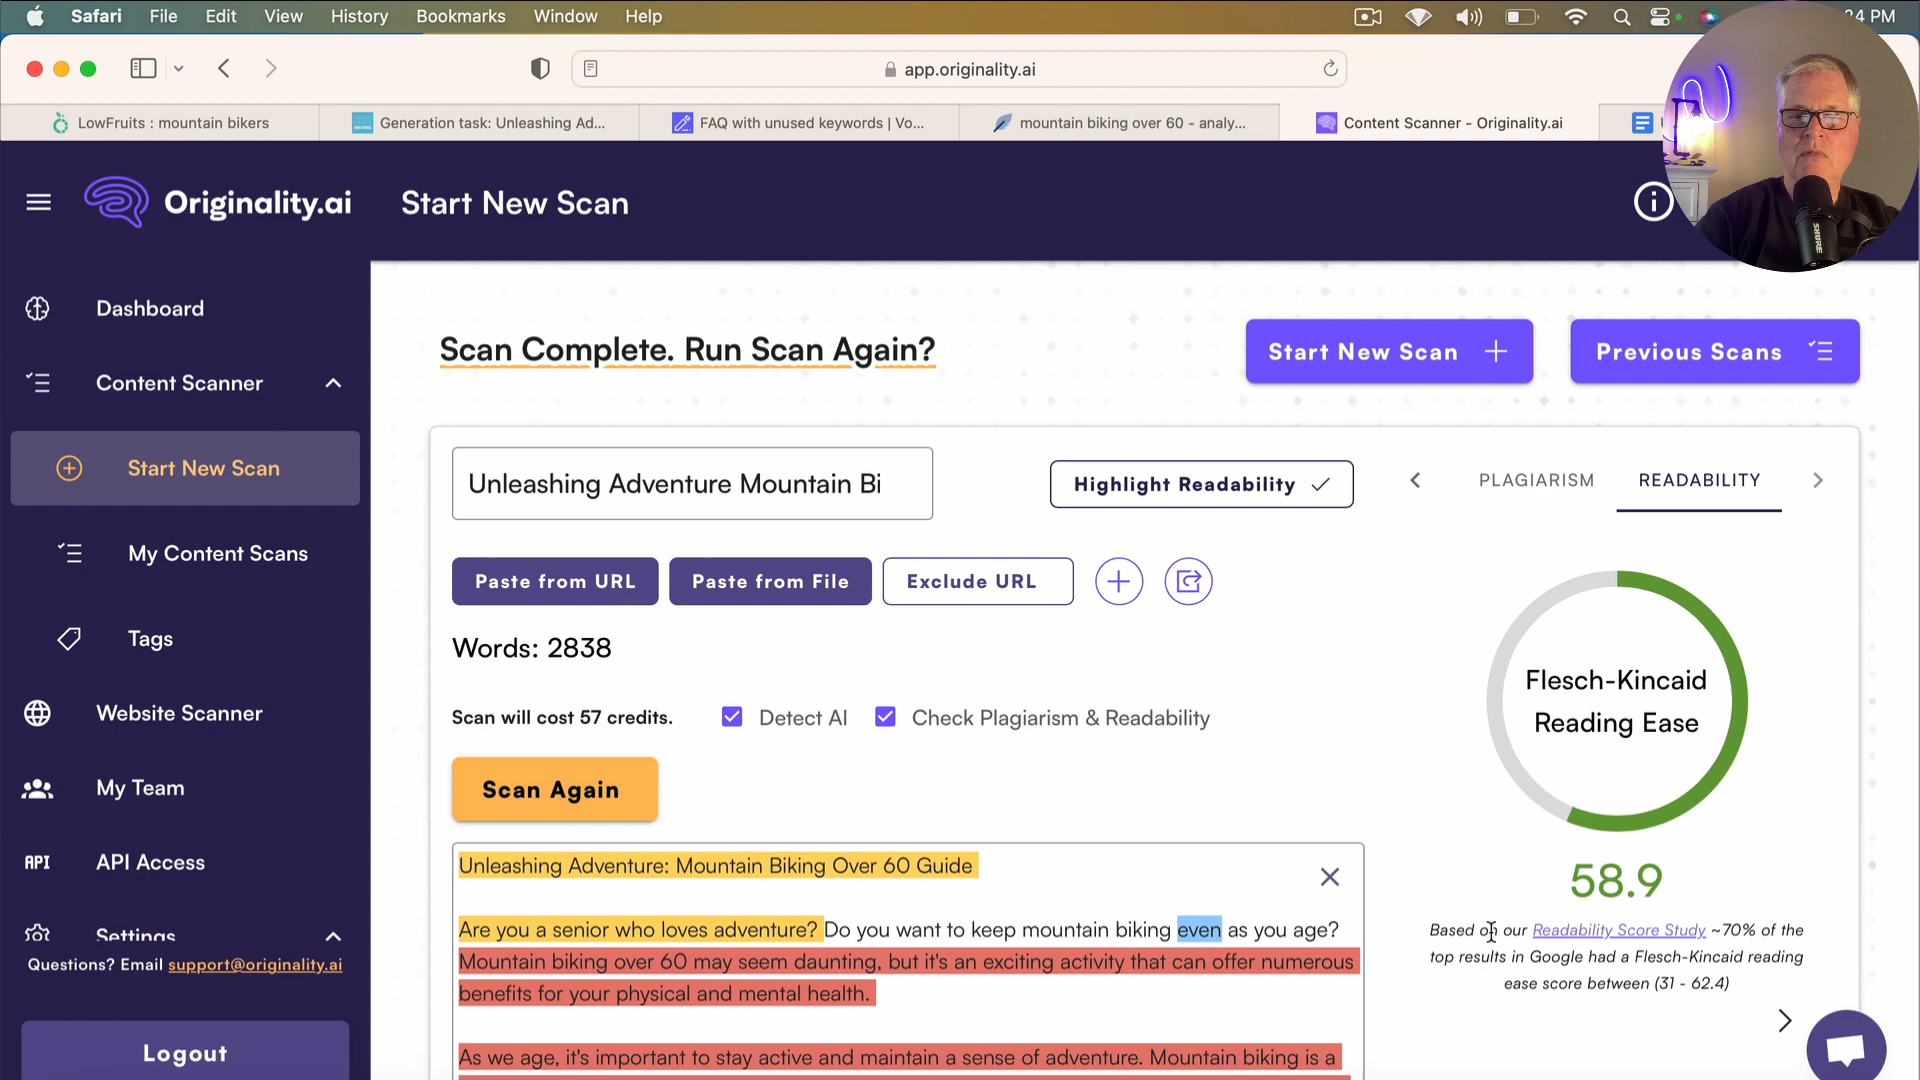 Safari File Edit View History Bookmarks Window Help
4 PM
app.originality.ai
LowFruits : mountain bikers
Generation task: Unleashing Ad...
FAQ with unused keywords | Vo...
mountain biking over 60 - analy...
Content Scanner - Originality.ai
Originality.ai
Start New Scan
Dashboard
Content Scanner
Start New Scan
My Content Scans
Tags
Website Scanner
My Team
API API Access
Settings
Questions? Email support@originality.ai
Logout
Scan Complete. Run Scan Again?
Start New Scan
Previous Scans
Unleashing Adventure Mountain Bi
Highlight Readability
PLAGIARISM
READABILITY
Paste from URL
Paste from File
Exclude URL
Words: 2838
Scan will cost 57 credits.
Detect AI
Check Plagiarism & Readability
Scan Again
Unleashing Adventure: Mountain Biking Over 60 Guide
Are you a senior who loves adventure? Do you want to keep mountain biking even as you age?
Mountain biking over 60 may seem daunting, but it's an exciting activity that can offer numerous
benefits for your physical and mental health.
As we age, it's important to stay active and maintain a sense of adventure. Mountain biking is a
Flesch-Kincaid
Reading Ease
58.9
Based on our Readability Score Study ~70% of the
top results in Google had a Flesch-Kincaid reading
ease score between (31 - 62.4)
SHURE